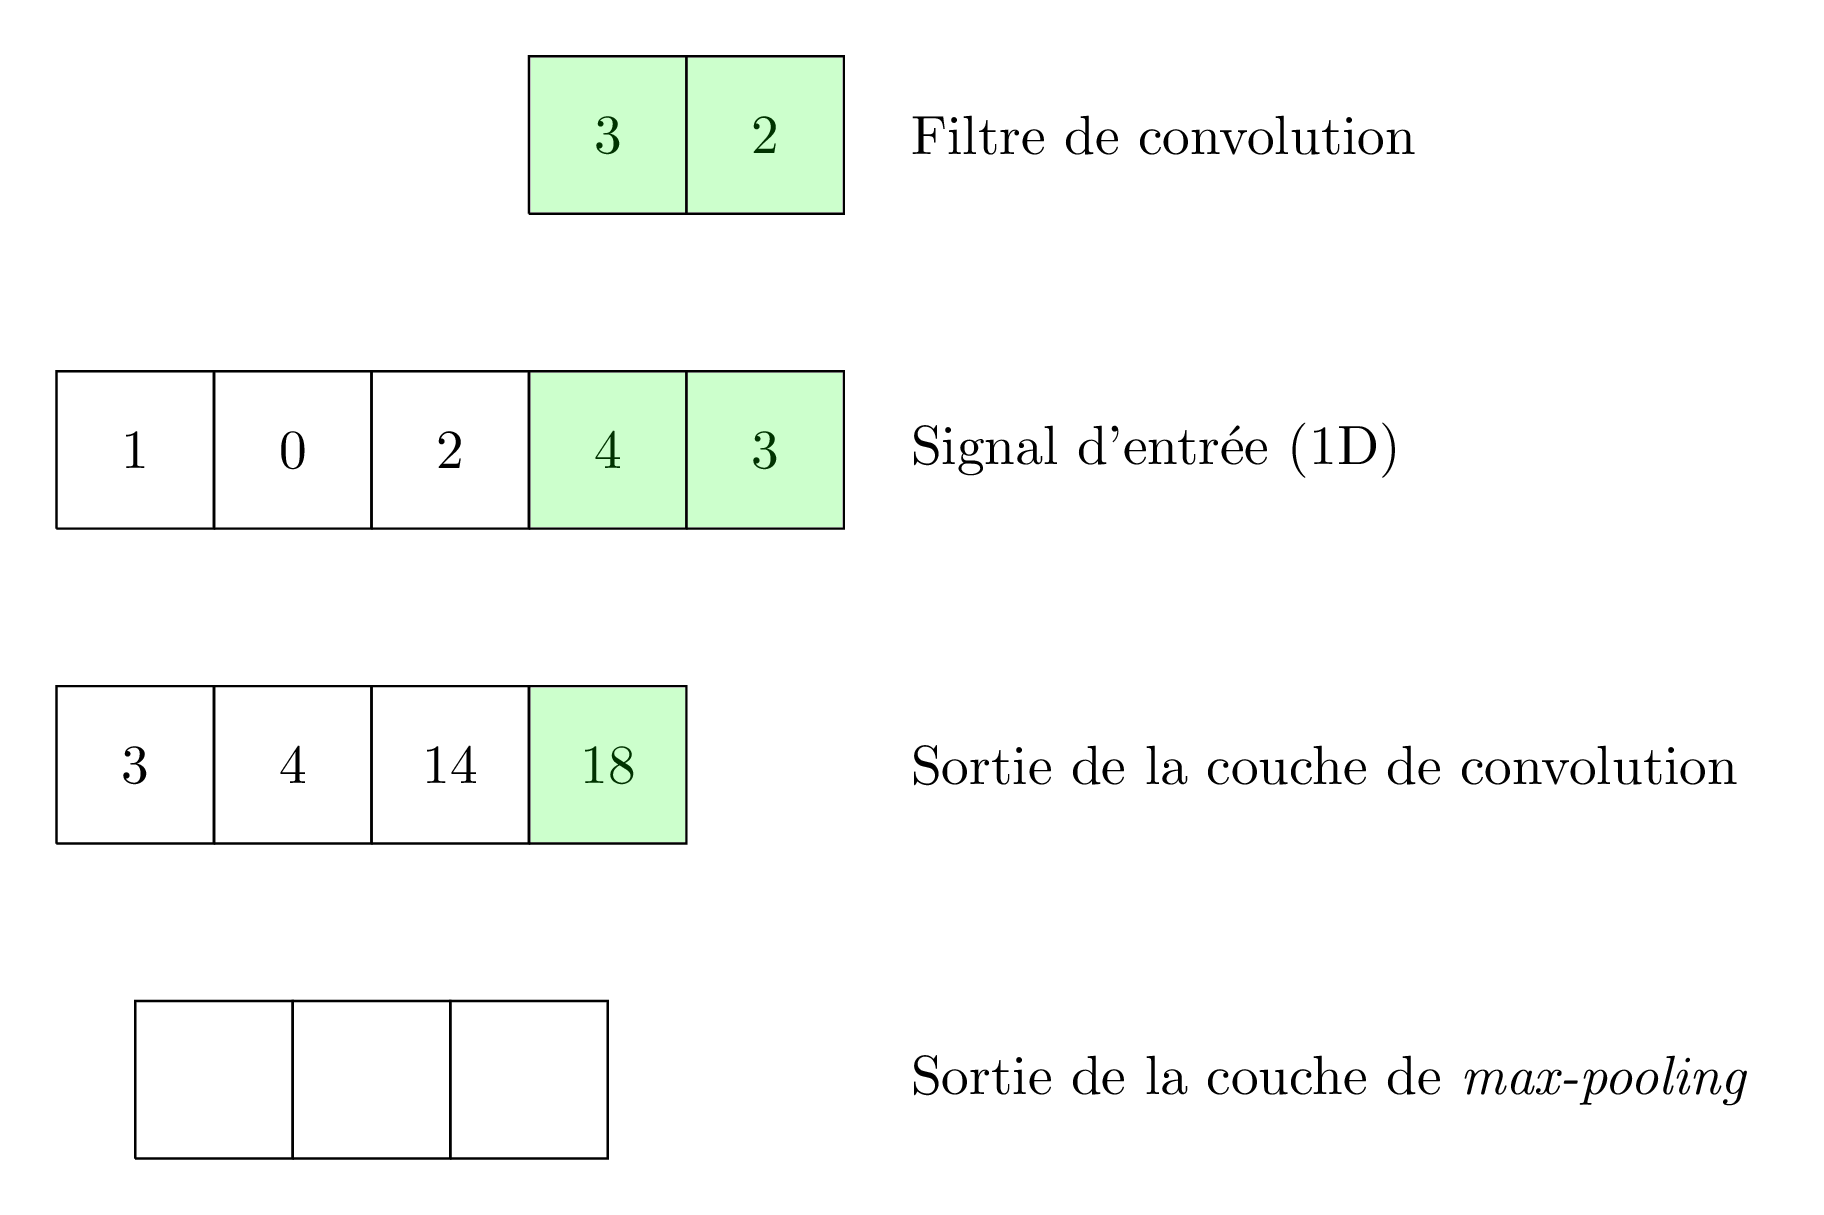 3 2 Filtre de convolution
1 0 2 4 3 Signal d'entrée (1D)
3 4 14 18 Sortie de la couche de convolution
Sortie de la couche de max-pooling